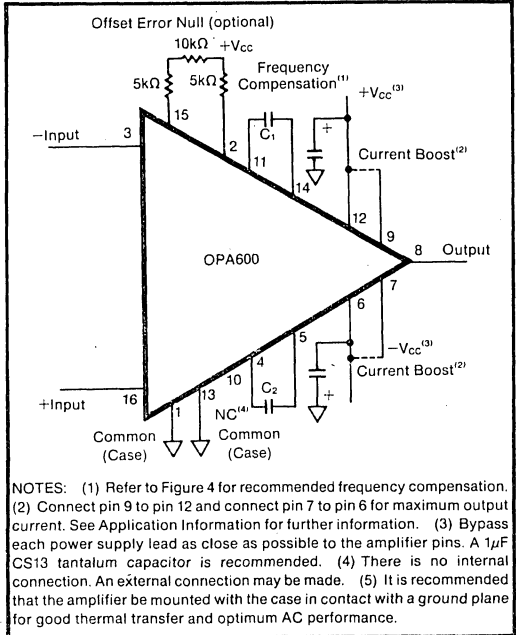 Offset Error Null (optional)
10kΩ
+Vcc
5kΩ
5kΩ
Frequency
Compensation(1)
+Vcc(3)
15
−Input
3
2
C1
11
14
+
Current Boost(2)
12
9
8
Output
OPA600
7
6
5
−Vcc(3)
4
Current Boost(2)
10
C2
+
13
16
+Input
1
NC(4)
Common
(Case)
Common
(Case)
NOTES: (1) Refer to Figure 4 for recommended frequency compensation.
(2) Connect pin 9 to pin 12 and connect pin 7 to pin 6 for maximum output
current. See Application Information for further information. (3) Bypass
each power supply lead as close as possible to the amplifier pins. A 1µF
CS13 tantalum capacitor is recommended. (4) There is no internal
connection. An external connection may be made. (5) It is recommended
that the amplifier be mounted with the case in contact with a ground plane
for good thermal transfer and optimum AC performance.